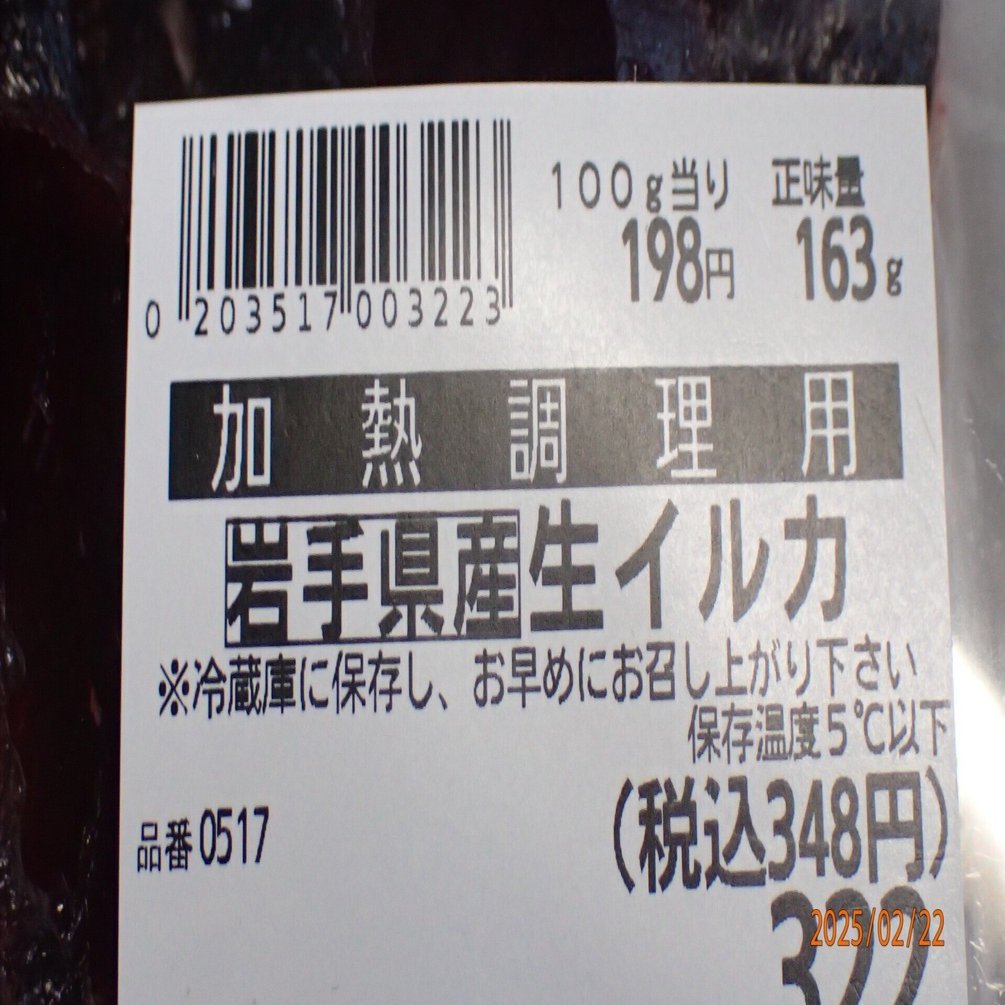 100g当り 正味量
198円 163g
0 203517 003223
加熱調理用
岩手県産生イルカ
※冷蔵庫に保存し、お早めにお召し上がり下さい
保存温度5℃以下
(税込348円)
品番0517
322
2025/02/22